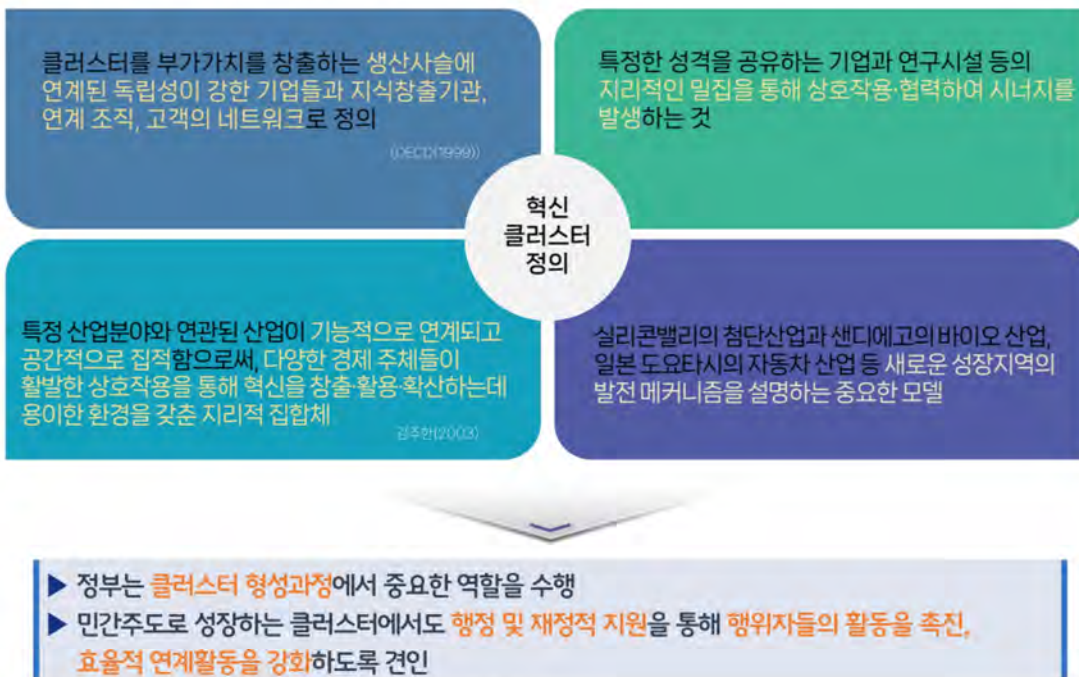 클러스터를 부가가치를 창출하는 생산사슬에
연계된 독립성이 강한 기업들과 지식창출기관,
연계 조직, 고객의 네트워크로 정의
(OECD(1999))
특정한 성격을 공유하는 기업과 연구시설 등의
지리적인 밀집을 통해 상호작용·협력하여 시너지를
발생하는 것
혁신
클러스터
정의
특정 산업분야와 연관된 산업이 기능적으로 연계되고
공간적으로 집적함으로써, 다양한 경제 주체들이
활발한 상호작용을 통해 혁신을 창출·활용·확산하는데
용이한 환경을 갖춘 지리적 집합체
김주한(2003)
실리콘밸리의 첨단산업과 샌디에고의 바이오 산업,
일본 도요타시의 자동차 산업 등 새로운 성장지역의
발전 메커니즘을 설명하는 중요한 모델
▶ 정부는 클러스터 형성과정에서 중요한 역할을 수행
▶ 민간주도로 성장하는 클러스터에서도 행정 및 재정적 지원을 통해 행위자들의 활동을 촉진,
효율적 연계활동을 강화하도록 견인